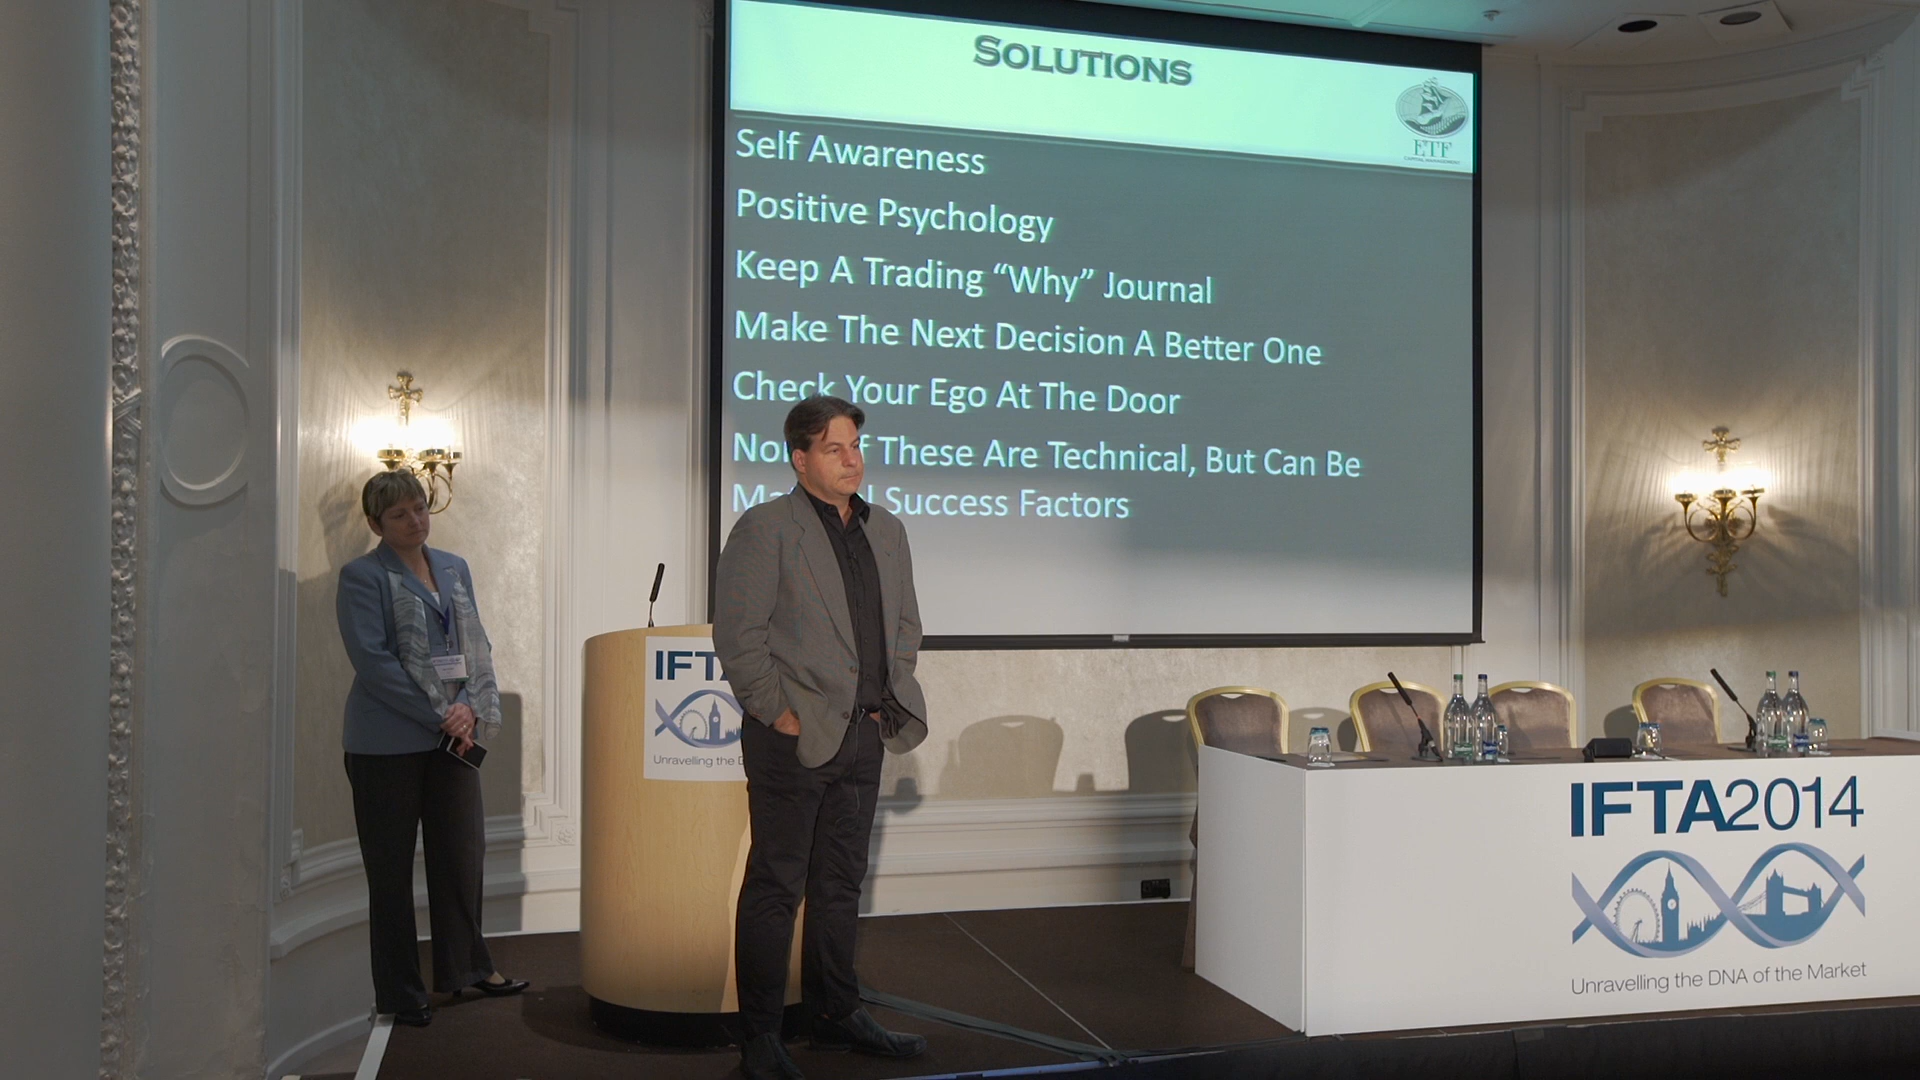 SOLUTIONS
ETF
CAPITAL MANAGEMENT
Self Awareness
Positive Psychology
Keep A Trading “Why” Journal
Make The Next Decision A Better One
Check Your Ego At The Door
These Are Technical, But Can Be
Success Factors
IFTA
Unravelling the
IFTA2014
Unravelling the DNA of the Market